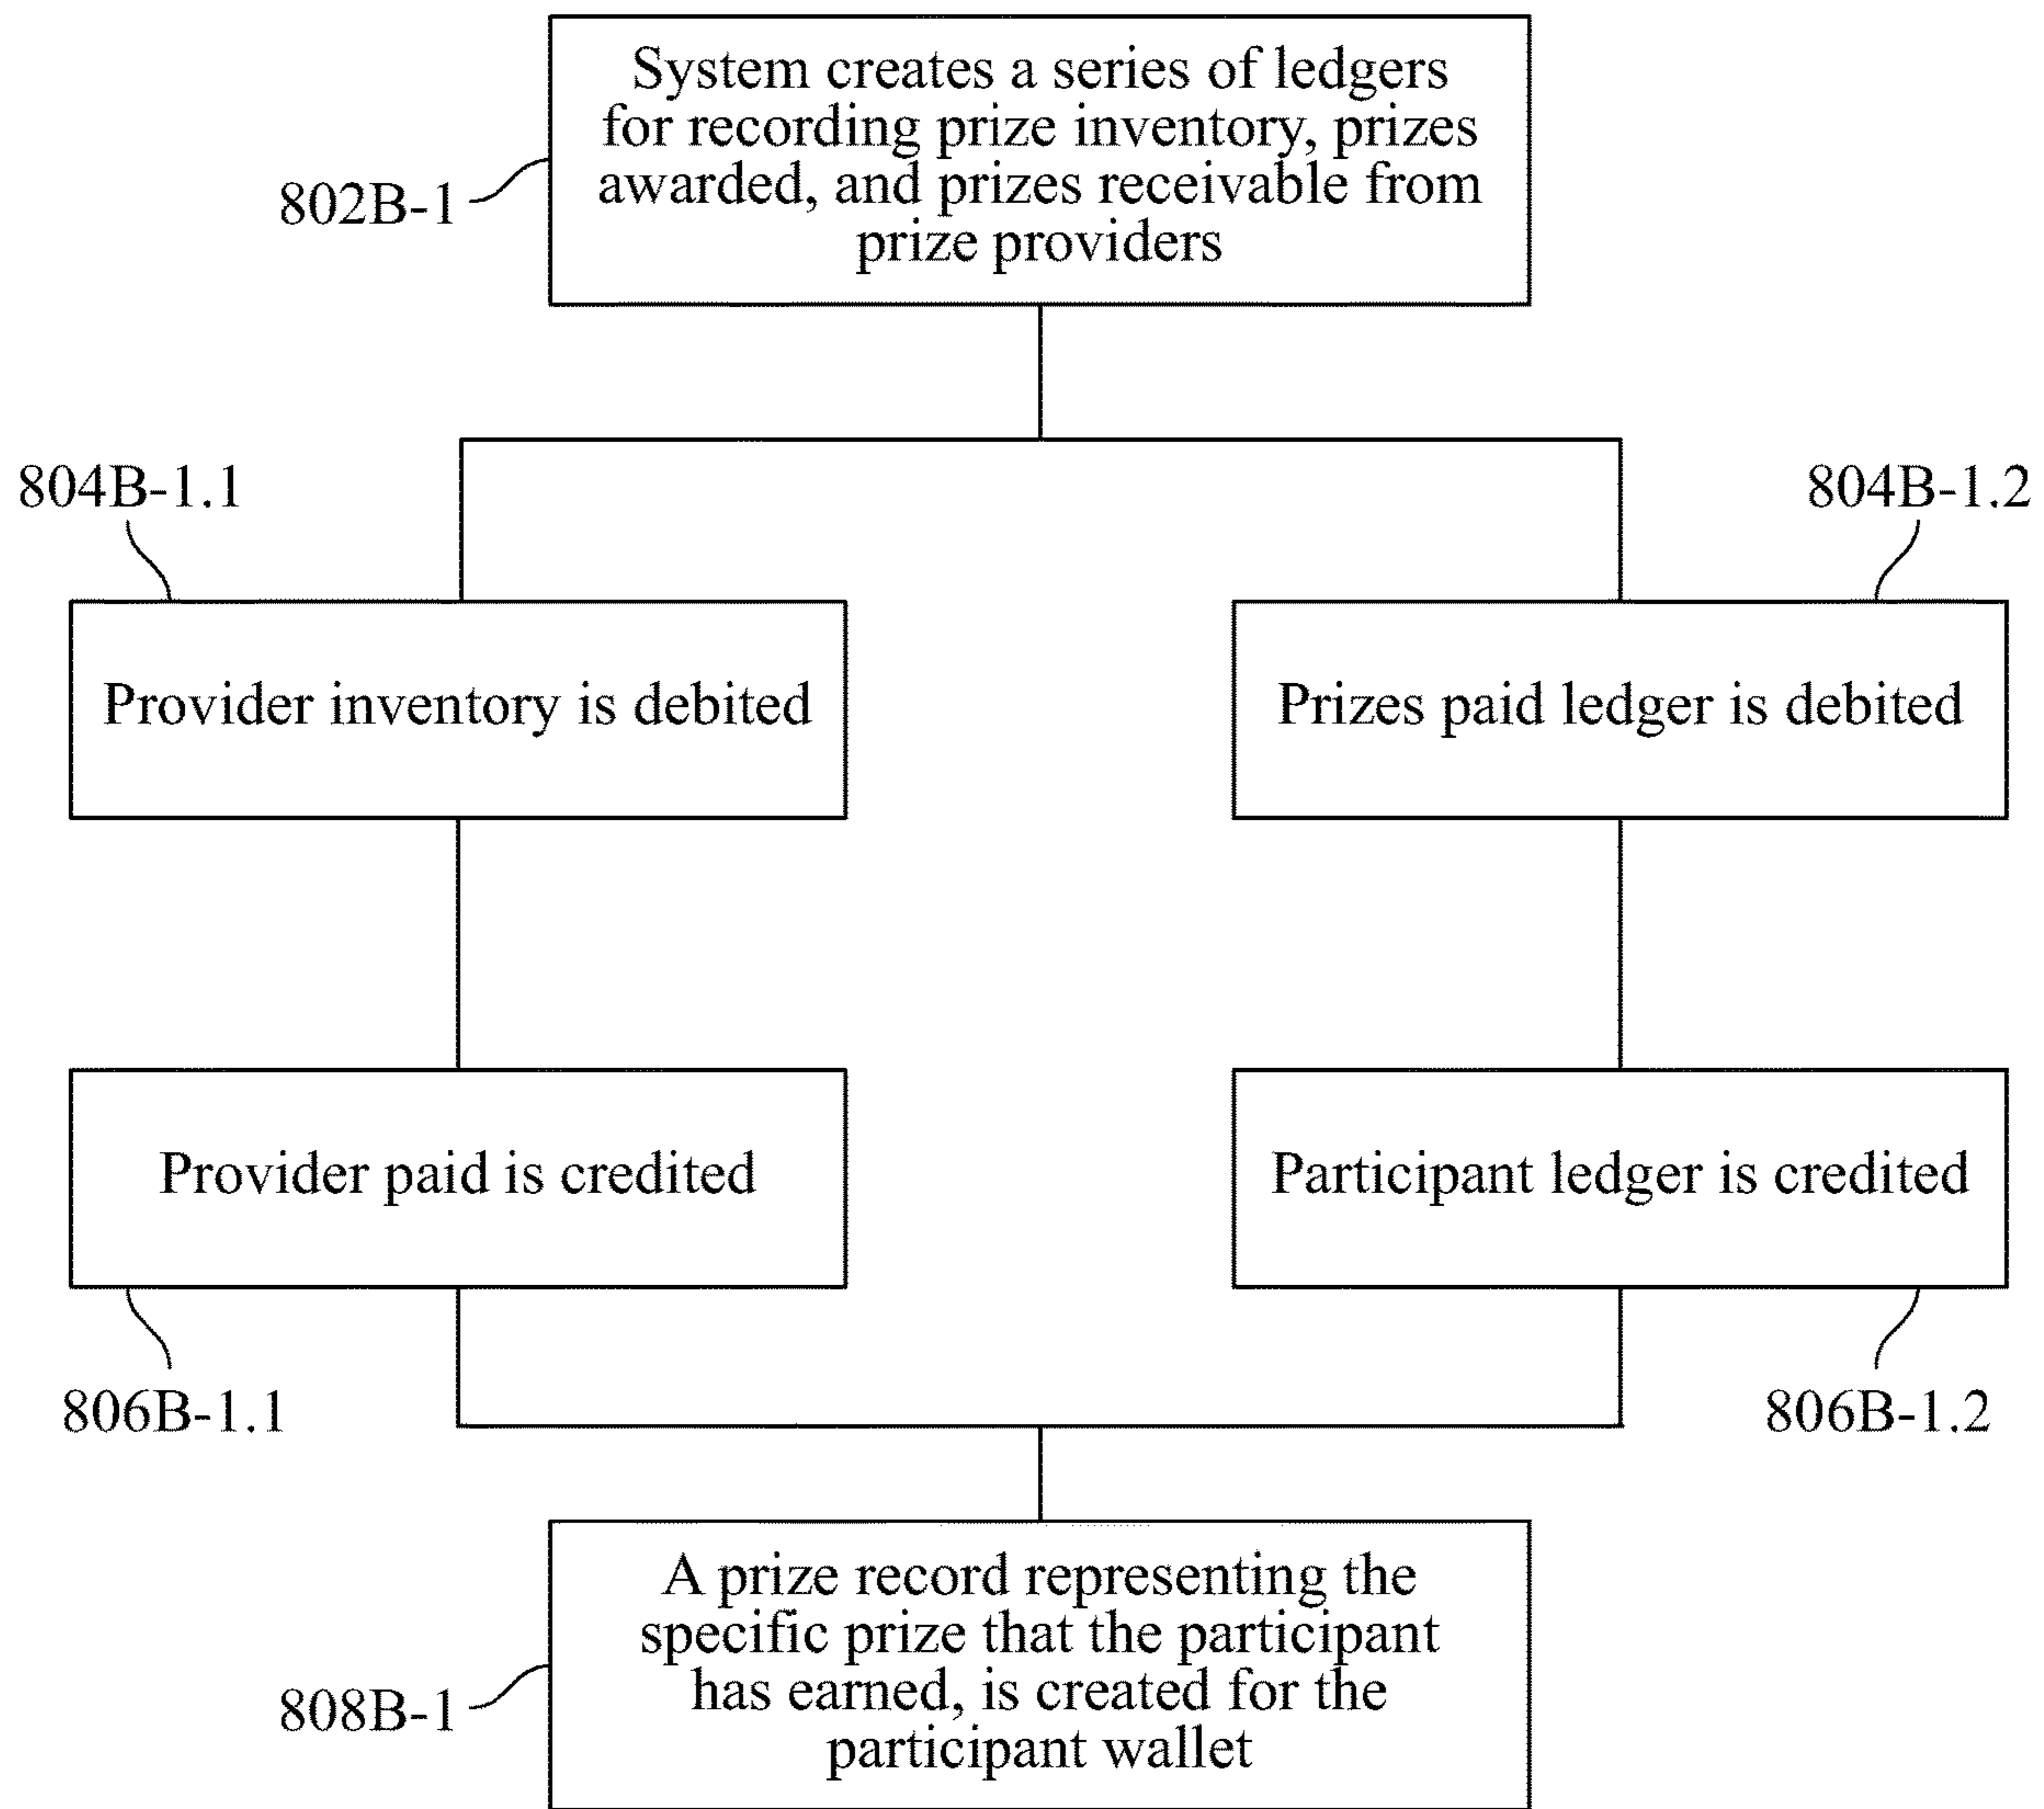 System creates a series of ledgers
for recording prize inventory, prizes
awarded, and prizes receivable from
prize providers
802B-1
804B-1.1
804B-1.2
Provider inventory is debited
Prizes paid ledger is debited
Provider paid is credited
Participant ledger is credited
806B-1.1
806B-1.2
A prize record representing the
specific prize that the participant
has earned, is created for the
participant wallet
808B-1